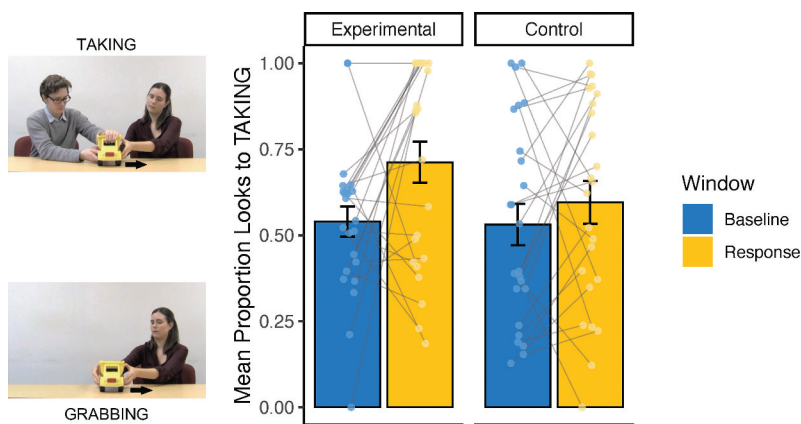 TAKING
GRABBING
Mean Proportion Looks to TAKING
Experimental
Control
1.00
0.75
0.50
0.25
0.00
Window
Baseline
Response